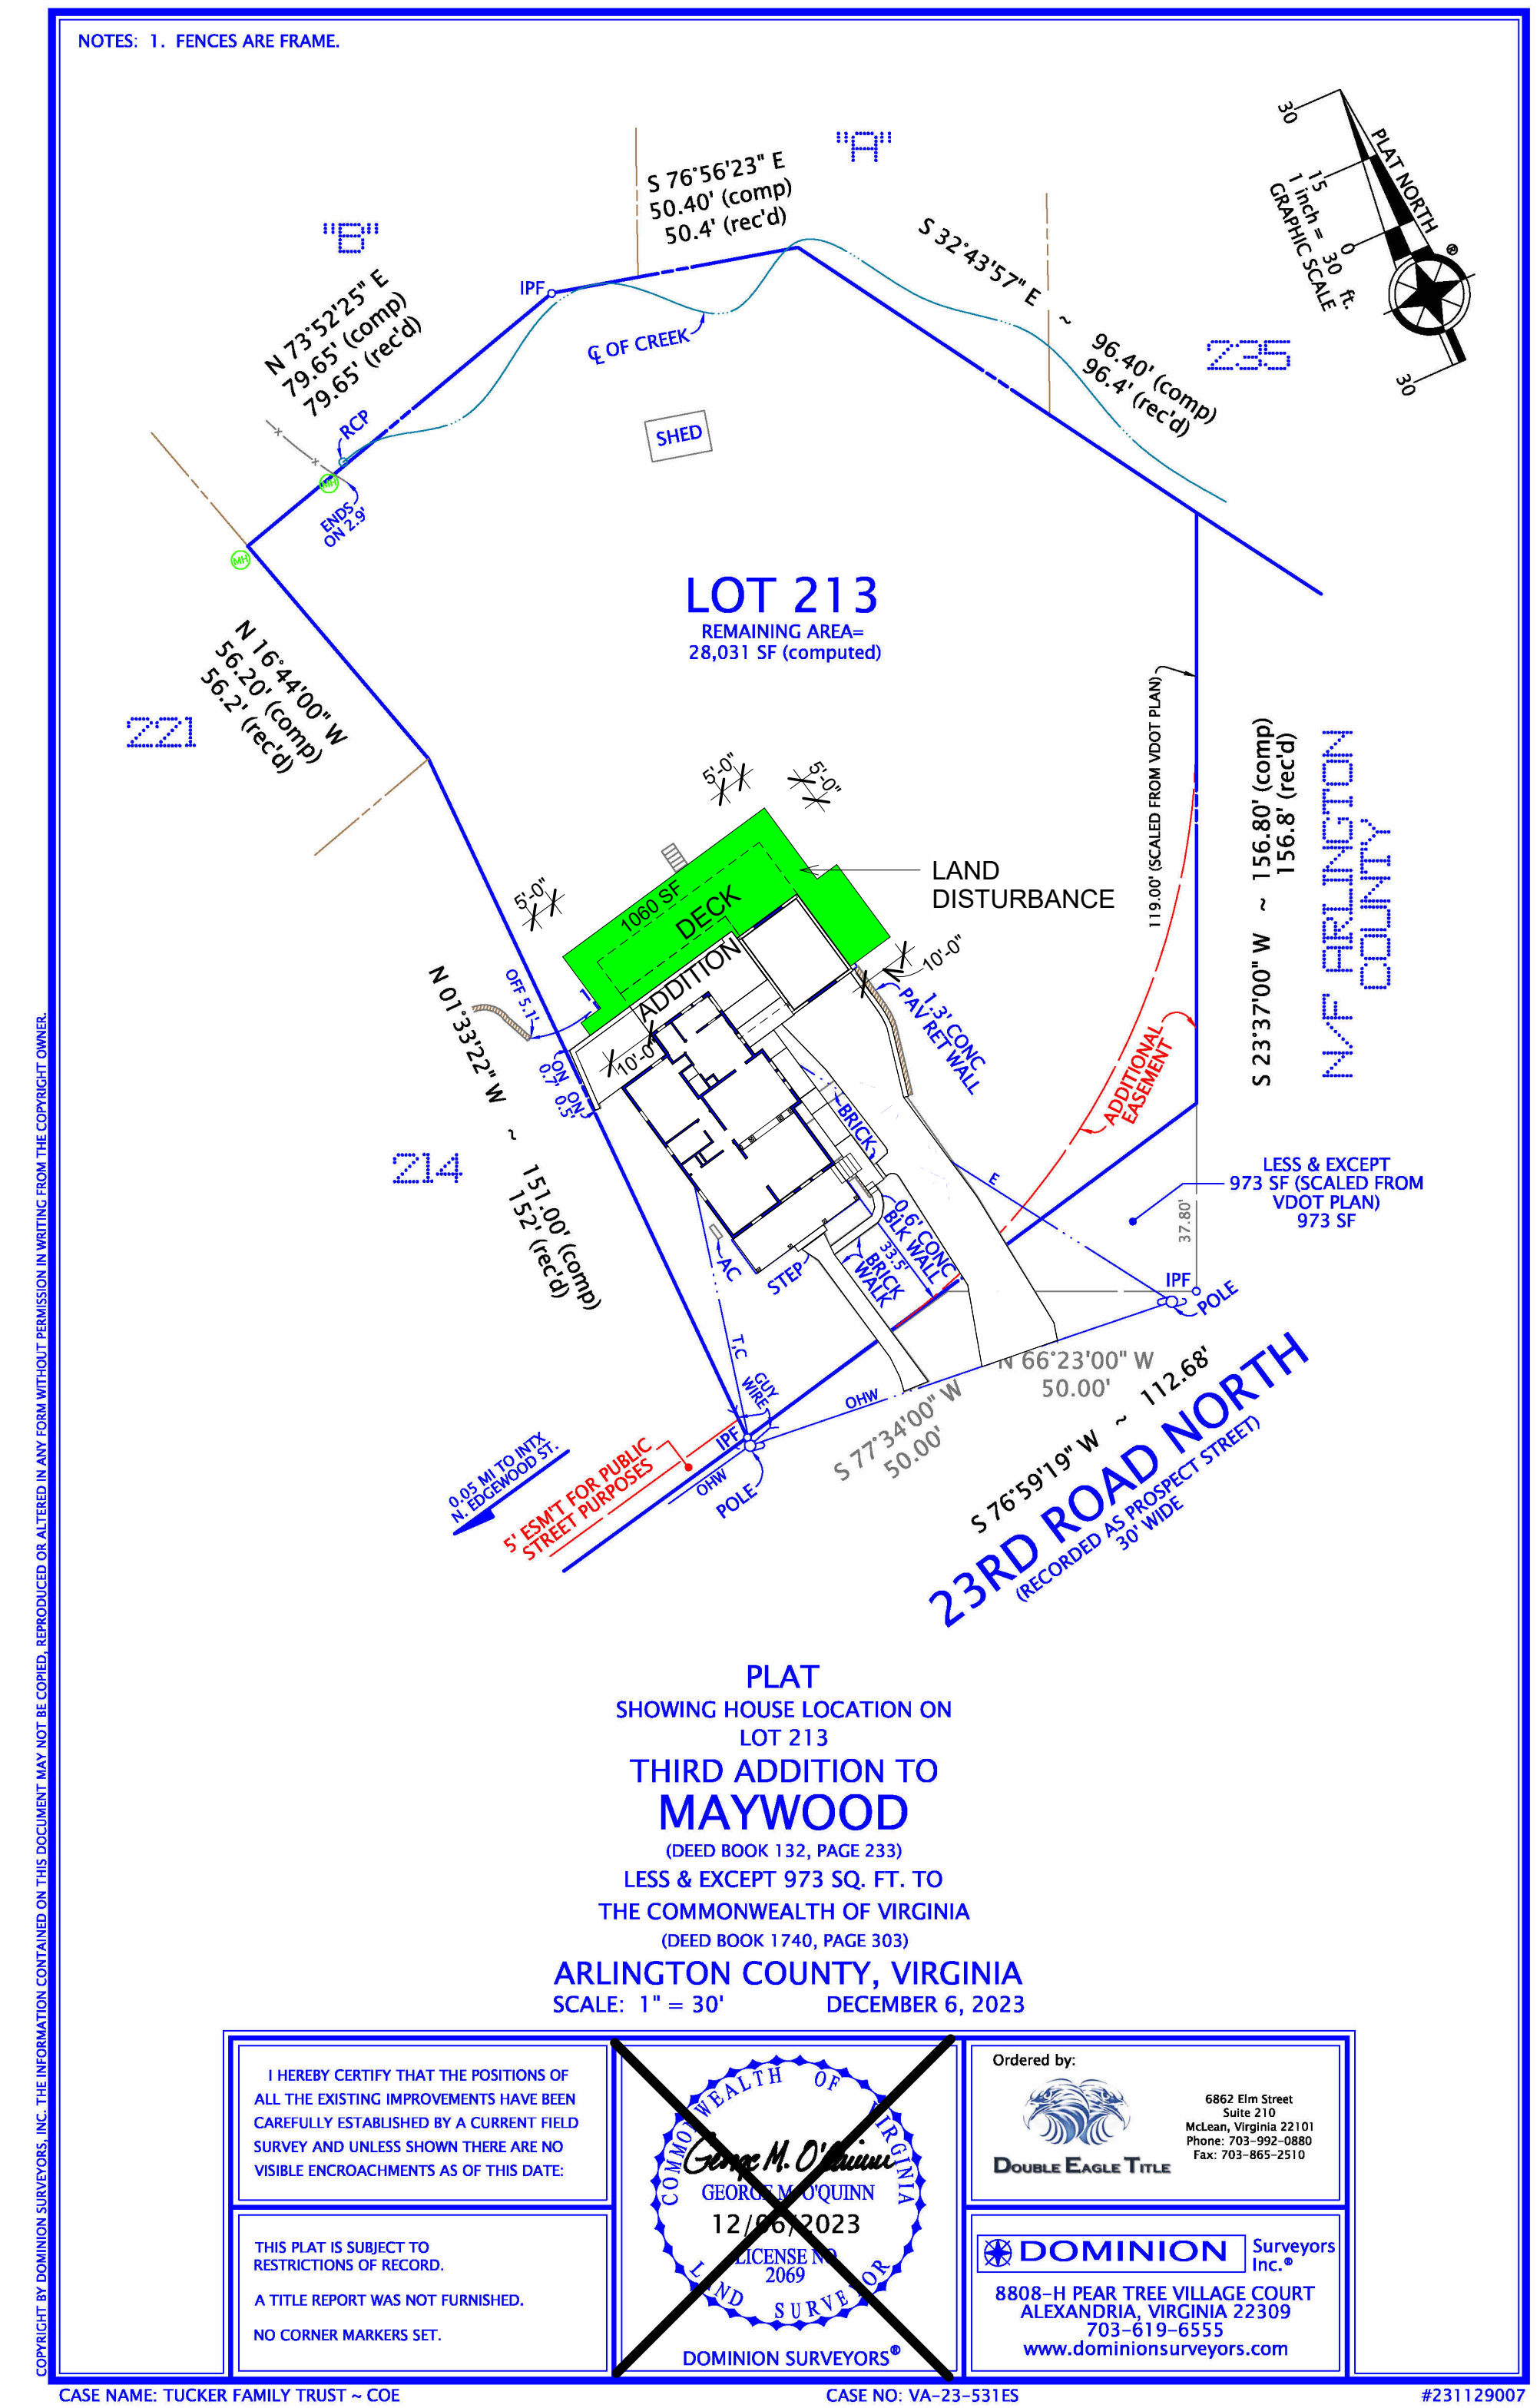 NOTES: 1. FENCES ARE FRAME.
"A"
"B"
S 76°56'23" E
50.40' (comp)
50.4' (rec'd)
S 32°43'57" E ~ 96.40' (comp)
96.4' (rec'd)
30
15
0
30
PLAT NORTH
®
1 inch = 30 ft.
GRAPHIC SCALE
235
N 73°52'25" E
79.65' (comp)
79.65' (rec'd)
IPF
℄ OF CREEK
RCP
SHED
MH
ENDS
ON 2.9'
MH
LOT 213
REMAINING AREA=
28,031 SF (computed)
N 16°44'00" W
56.20' (comp)
56.2' (rec'd)
221
119.00' (SCALED FROM VDOT PLAN)
S 23°37'00" W ~ 156.80' (comp)
156.8' (rec'd)
N/F ARLINGTON
COUNTY
5'-0"
5'-0"
5'-0"
LAND
DISTURBANCE
1060 SF
DECK
ADDITION
10'-0"
10'-0"
OFF 5.1'
ON
0.7'
ON
0.5'
N 01°33'22" W ~ 151.00' (comp)
152' (rec'd)
1.3' CONC
PAV RET WALL
BRICK
ADDITIONAL
EASEMENT
214
E
0.6' CONC
BLK WALL
33.5'
BRICK
WALK
STEP
AC
LESS & EXCEPT
973 SF (SCALED FROM
VDOT PLAN)
973 SF
37.80'
IPF
POLE
T,C
GUY
WIRE
OHW
N 66°23'00" W
50.00'
S 77°34'00" W
50.00'
S 76°59'19" W ~ 112.68'
IPF
OHW
POLE
0.05 MI TO INTX
N. EDGEWOOD ST.
5' ESM'T FOR PUBLIC
STREET PURPOSES
23RD ROAD NORTH
(RECORDED AS PROSPECT STREET)
30' WIDE
PLAT
SHOWING HOUSE LOCATION ON
LOT 213
THIRD ADDITION TO
MAYWOOD
(DEED BOOK 132, PAGE 233)
LESS & EXCEPT 973 SQ. FT. TO
THE COMMONWEALTH OF VIRGINIA
(DEED BOOK 1740, PAGE 303)
ARLINGTON COUNTY, VIRGINIA
SCALE: 1" = 30' DECEMBER 6, 2023
I HEREBY CERTIFY THAT THE POSITIONS OF
ALL THE EXISTING IMPROVEMENTS HAVE BEEN
CAREFULLY ESTABLISHED BY A CURRENT FIELD
SURVEY AND UNLESS SHOWN THERE ARE NO
VISIBLE ENCROACHMENTS AS OF THIS DATE:
THIS PLAT IS SUBJECT TO
RESTRICTIONS OF RECORD.
A TITLE REPORT WAS NOT FURNISHED.
NO CORNER MARKERS SET.
COMMONWEALTH OF VIRGINIA
George M. O'Quinn
GEORGE M. O'QUINN
12/06/2023
LICENSE NO
2069
LAND SURVEYOR
DOMINION SURVEYORS®
Ordered by:
DOUBLE EAGLE TITLE
6862 Elm Street
Suite 210
McLean, Virginia 22101
Phone: 703-992-0880
Fax: 703-865-2510
DOMINION Surveyors
Inc.®
8808-H PEAR TREE VILLAGE COURT
ALEXANDRIA, VIRGINIA 22309
703-619-6555
www.dominionsurveyors.com
CASE NAME: TUCKER FAMILY TRUST ~ COE
CASE NO: VA-23-531ES
#231129007
COPYRIGHT BY DOMINION SURVEYORS, INC. THE INFORMATION CONTAINED ON THIS DOCUMENT MAY NOT BE COPIED, REPRODUCED OR ALTERED IN ANY FORM WITHOUT PERMISSION IN WRITING FROM THE COPYRIGHT OWNER.